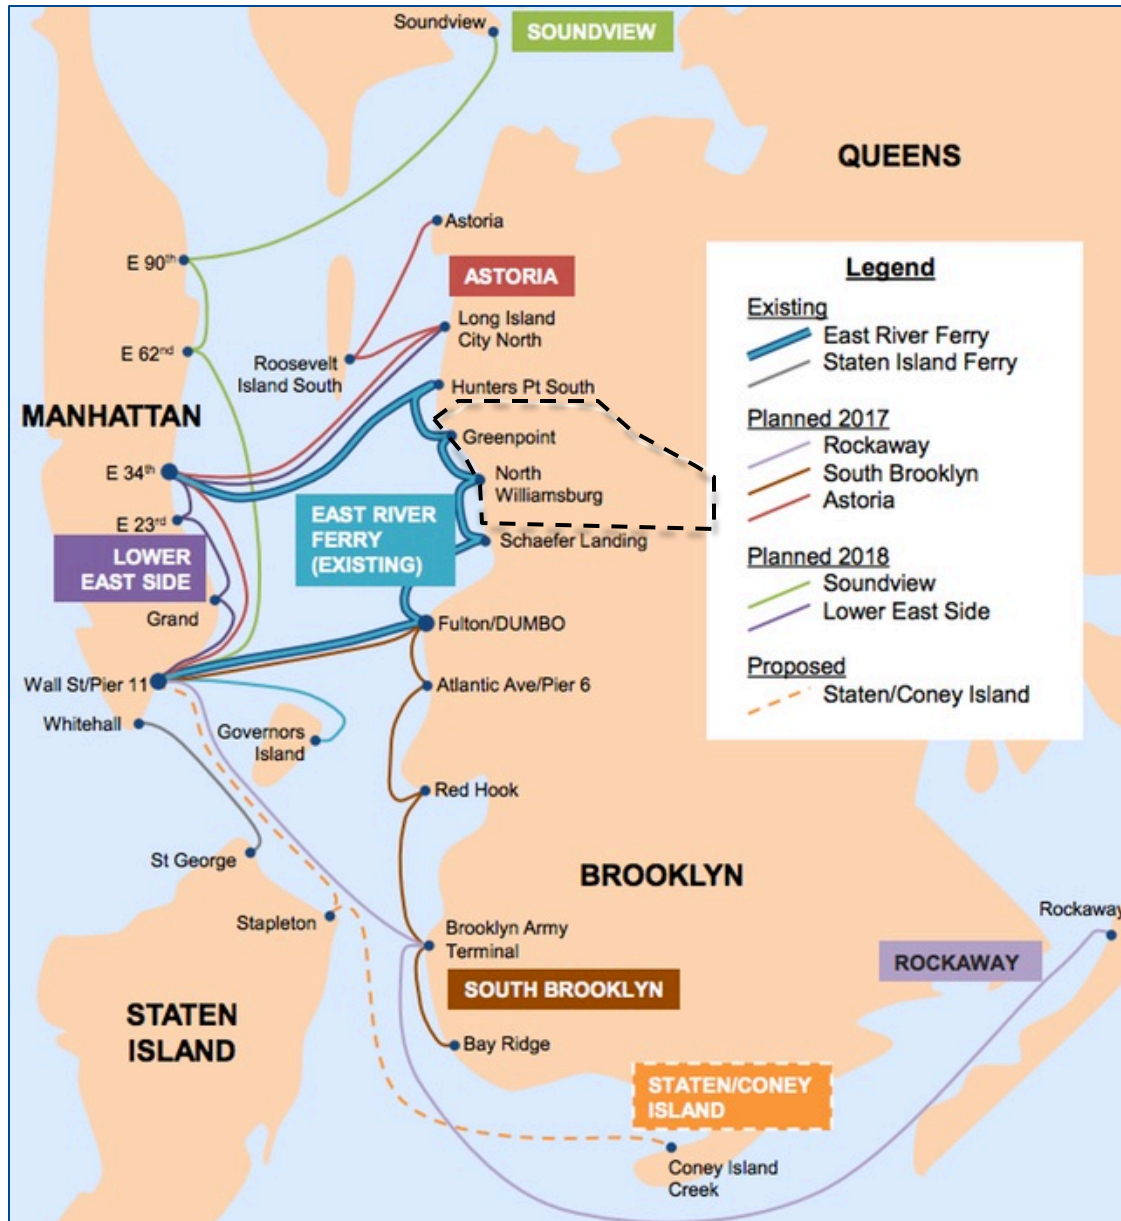 Soundview
SOUNDVIEW
QUEENS
Astoria
E 90th
ASTORIA
Legend
Existing
East River Ferry
Staten Island Ferry
Planned 2017
Rockaway
South Brooklyn
Astoria
Planned 2018
Soundview
Lower East Side
Proposed
Staten/Coney Island
Long Island
City North
E 62nd
Roosevelt
Island South
Hunters Pt South
MANHATTAN
Greenpoint
E 34th
North
Williamsburg
E 23rd
EAST RIVER
FERRY
(EXISTING)
Schaefer Landing
LOWER
EAST SIDE
Grand
Fulton/DUMBO
Wall St/Pier 11
Atlantic Ave/Pier 6
Whitehall
Governors
Island
Red Hook
St George
BROOKLYN
Stapleton
Rockaway
Brooklyn Army
Terminal
ROCKAWAY
SOUTH BROOKLYN
STATEN
ISLAND
Bay Ridge
STATEN/CONEY
ISLAND
Coney Island
Creek